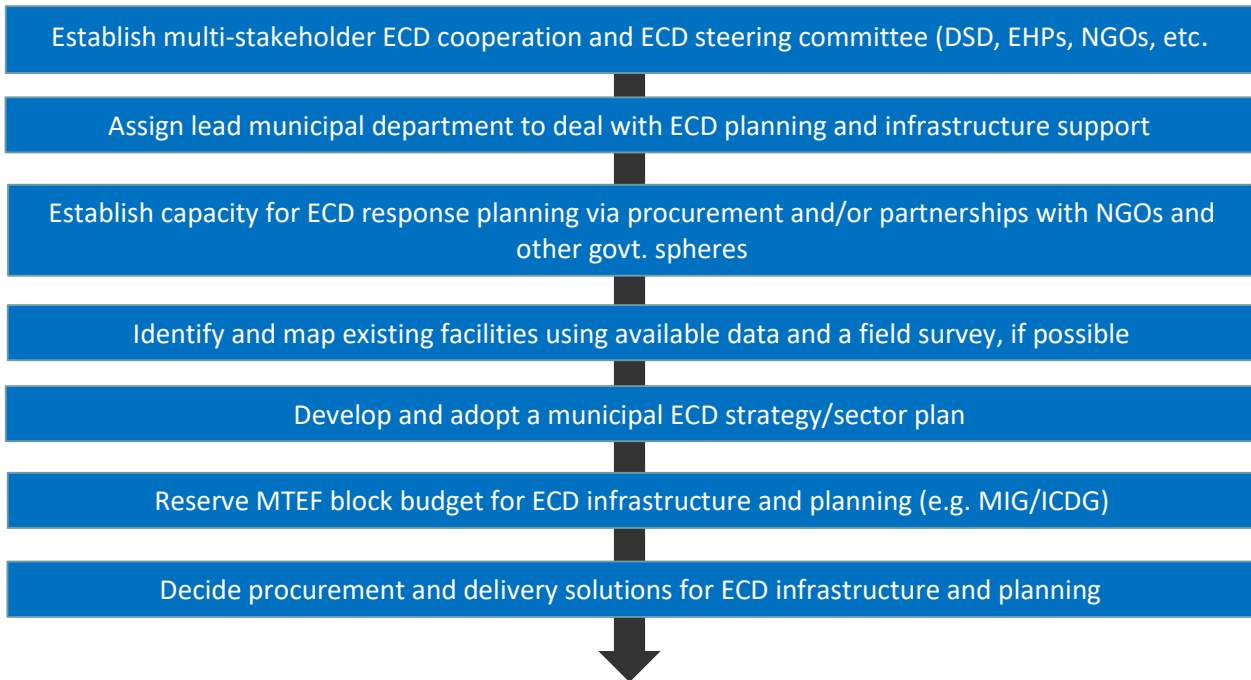 Establish multi-stakeholder ECD cooperation and ECD steering committee (DSD, EHPs, NGOs, etc.
Assign lead municipal department to deal with ECD planning and infrastructure support
Establish capacity for ECD response planning via procurement and/or partnerships with NGOs and
other govt. spheres
Identify and map existing facilities using available data and a field survey, if possible
Develop and adopt a municipal ECD strategy/sector plan
Reserve MTEF block budget for ECD infrastructure and planning (e.g. MIG/ICDG)
Decide procurement and delivery solutions for ECD infrastructure and planning